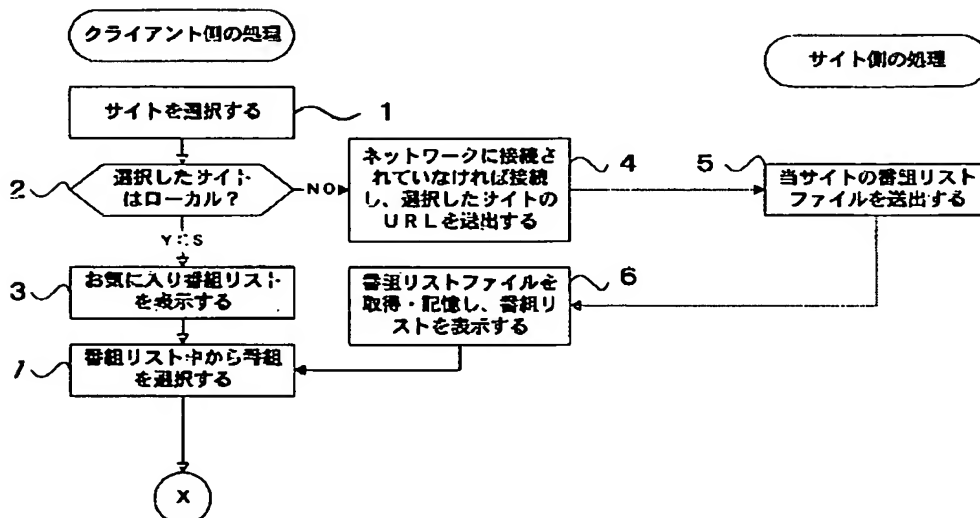 クライアント側の処理
サイト側の処理
サイトを選択する
1
2
選択したサイト
はローカル？
NO
YES
ネットワークに接続さ
れていなければ接続
し、選択したサイトの
URLを送出する
4
5
当サイトの番組リスト
ファイルを送出する
3
お気に入り番組リスト
を表示する
番組リストファイルを
取得・記憶し、番組リ
ストを表示する
6
番組リスト中から番組
を選択する
X